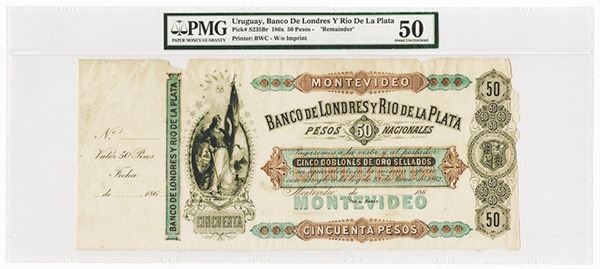 PMG
PAPER MONEY GUARANTY
Uruguay, Banco De Londres Y Rio De La Plata
Pick# S235Br 186x 50 Pesos - "Remainder"
Printer: BWC - W/o Imprint
50
About Uncirculated
Nº
Valor 50 Pesos
Fecha
de 186
BANCO DE LONDRES Y RIO DE LA PLATA
CINCUENTA
MONTEVIDEO
BANCO DE LONDRES Y RIO DE LA PLATA
PESOS 50 NACIONALES
Pagaremos a la vista y al portador
CINCO DOBLONES DE ORO SELLADOS
Montevideo de 186
MONTEVIDEO
CINCUENTA PESOS
50
50